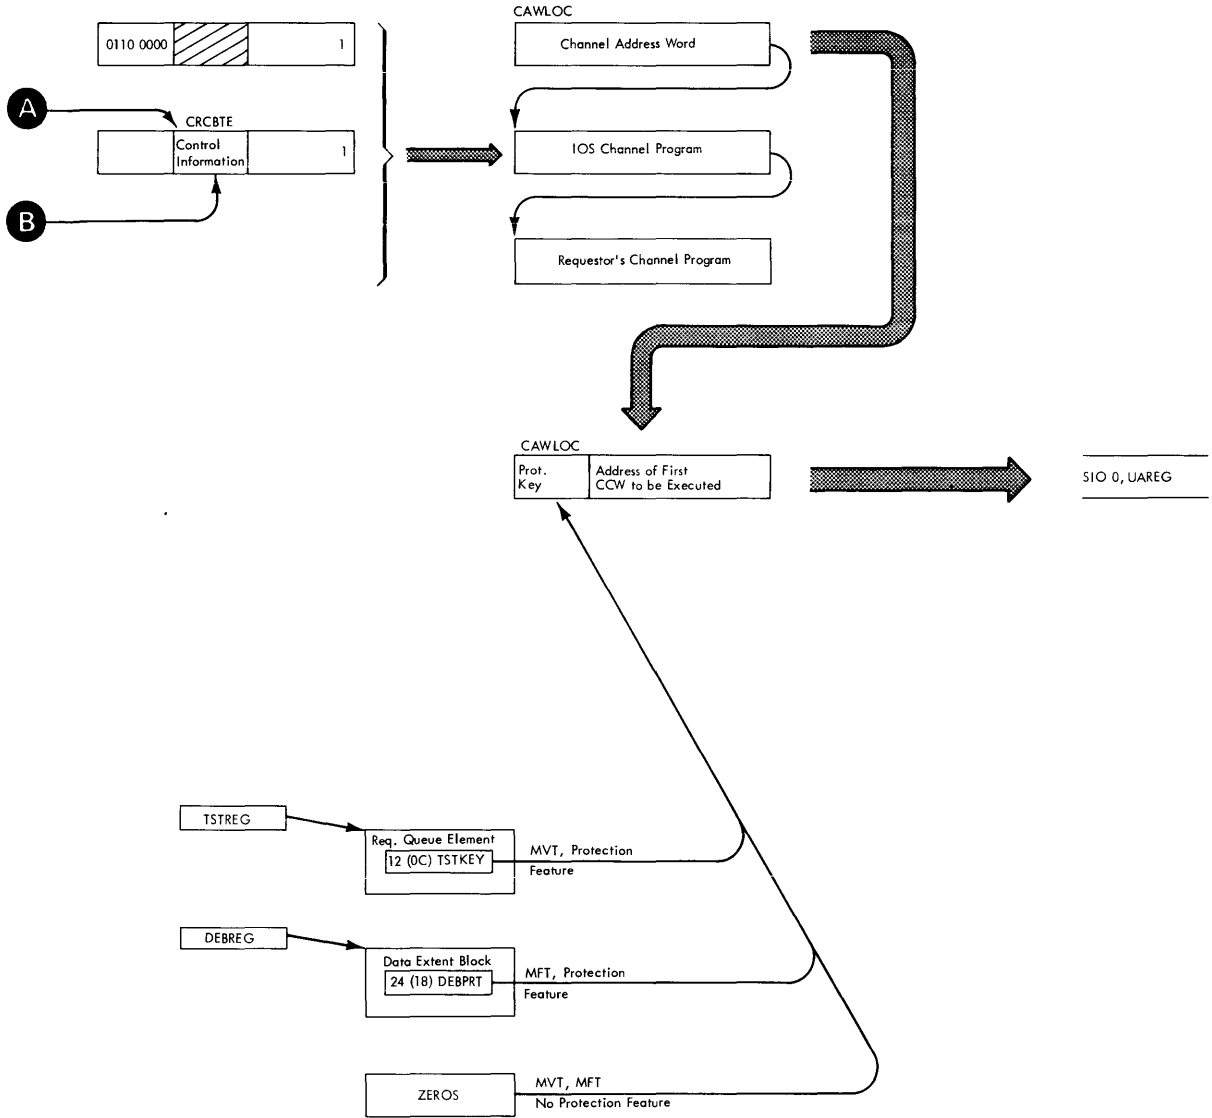 CAWLOC
0110 0000
1
Channel Address Word
A
CRCBTE
Control
Information
1
IOS Channel Program
B
Requestor's Channel Program
CAWLOC
Prot.
Key
Address of First
CCW to be Executed
SIO 0, UAREG
TSTREG
Req. Queue Element
12 (0C) TSTKEY
MVT, Protection
Feature
DEBREG
Data Extent Block
24 (18) DEBPRT
MFT, Protection
Feature
ZEROS
MVT, MFT
No Protection Feature